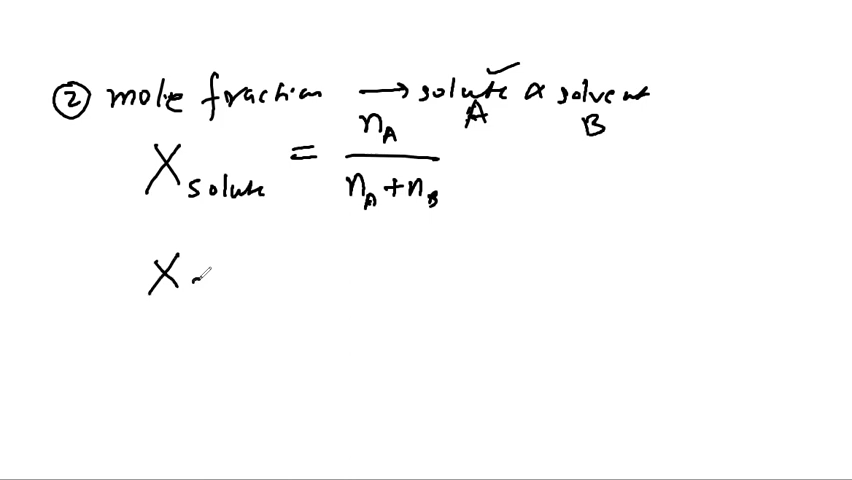 ② mole fraction → solute ✓ & solvent
A B
X solute = nA / nA + nB
X